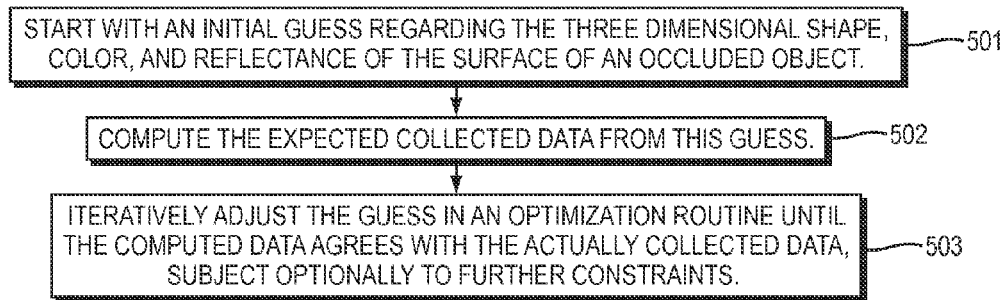 START WITH AN INITIAL GUESS REGARDING THE THREE DIMENSIONAL SHAPE,
COLOR, AND REFLECTANCE OF THE SURFACE OF AN OCCLUDED OBJECT.
501
COMPUTE THE EXPECTED COLLECTED DATA FROM THIS GUESS.
502
ITERATIVELY ADJUST THE GUESS IN AN OPTIMIZATION ROUTINE UNTIL
THE COMPUTED DATA AGREES WITH THE ACTUALLY COLLECTED DATA,
SUBJECT OPTIONALLY TO FURTHER CONSTRAINTS.
503